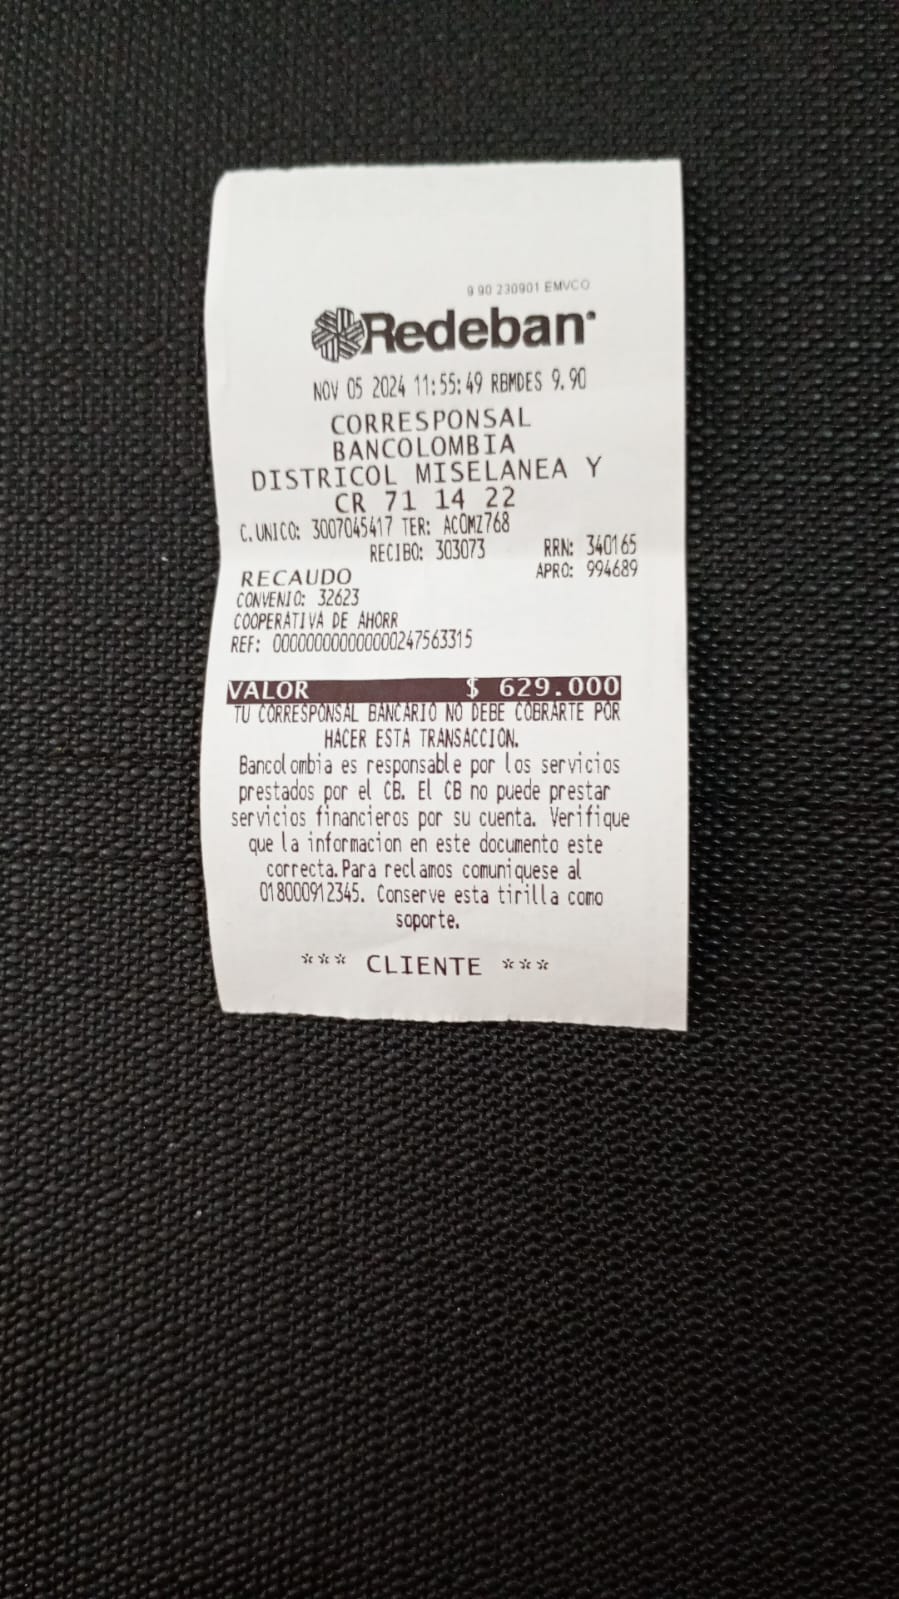 9 90 230901 EMVCO
Redeban
NOV 05 2024 11:55:49 RBMDES 9.90
CORRESPONSAL
BANCOLOMBIA
DISTRICOL MISELANEA Y
CR 71 14 22
C.UNICO: 3007045417 TER: ACOMZ768
RECIBO: 303073 RRN: 340165
RECAUDO APRO: 994689
CONVENIO: 32623
COOPERATIVA DE AHORR
REF: 000000000000000247563315
VALOR $ 629.000
TU CORRESPONSAL BANCARIO NO DEBE COBRARTE POR
HACER ESTA TRANSACCION.
Bancolombia es responsable por los servicios
prestados por el CB. El CB no puede prestar
servicios financieros por su cuenta. Verifique
que la informacion en este documento este
correcta.Para reclamos comuniquese al
018000912345. Conserve esta tirilla como
soporte.
*** CLIENTE ***